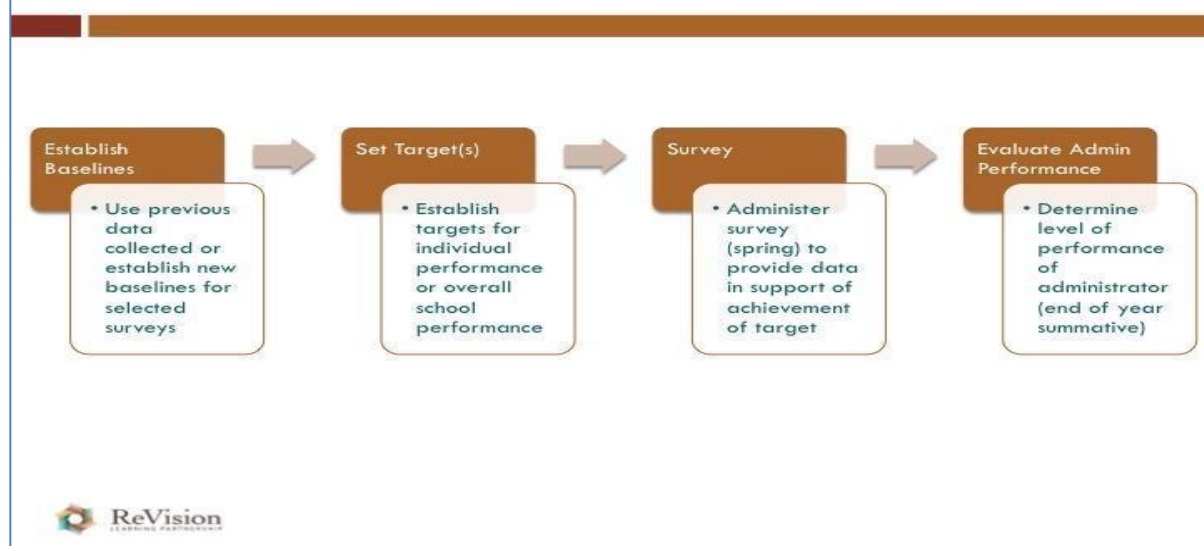 Establish
Baselines
• Use previous
data
collected or
establish new
baselines for
selected
surveys
Set Target(s)
• Establish
targets for
individual
performance
or overall
school
performance
Survey
• Administer
survey
(spring) to
provide data
in support of
achievement
of target
Evaluate Admin
Performance
• Determine
level of
performance
of
administrator
(end of year
summative)
ReVision
LEARNING PARTNERSHIP